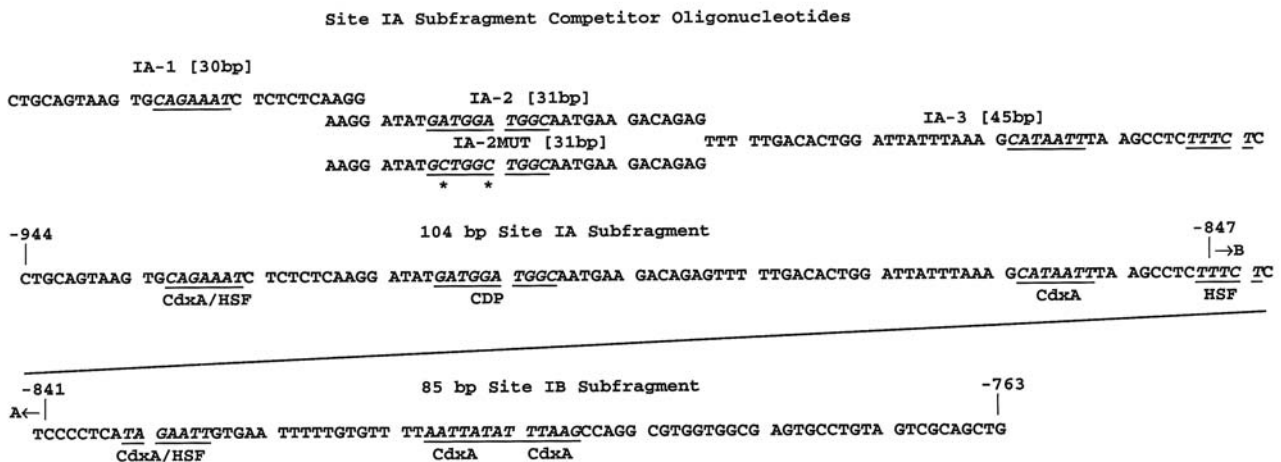 Site IA Subfragment Competitor Oligonucleotides
IA-1 [30bp]
CTGCAGTAAG TGCAGAAATC TCTCTCAAGG
IA-2 [31bp]
AAGG ATATGATGGA TGGCAATGAA GACAGAG
IA-2MUT [31bp]
AAGG ATATGCTGGC TGGCAATGAA GACAGAG
* *
IA-3 [45bp]
TTT TTGACACTGG ATTATTTAAA GCATAATTTA AGCCTCTTTC TC
-944
104 bp Site IA Subfragment
-847
→B
CTGCAGTAAG TGCAGAAATC TCTCTCAAGG ATATGATGGA TGGCAATGAA GACAGAGTTT TTGACACTGG ATTATTTAAA GCATAATTTA AGCCTCTTTC TC
CdxA/HSF
CDP
CdxA
HSF
-841
85 bp Site IB Subfragment
-763
A←
TCCCCTCATA GAATTGTGAA TTTTTGTGTT TTAATTATAT TTAAGCCAGG CGTGGTGGCG AGTGCCTGTA GTCGCAGCTG
CdxA/HSF
CdxA
CdxA